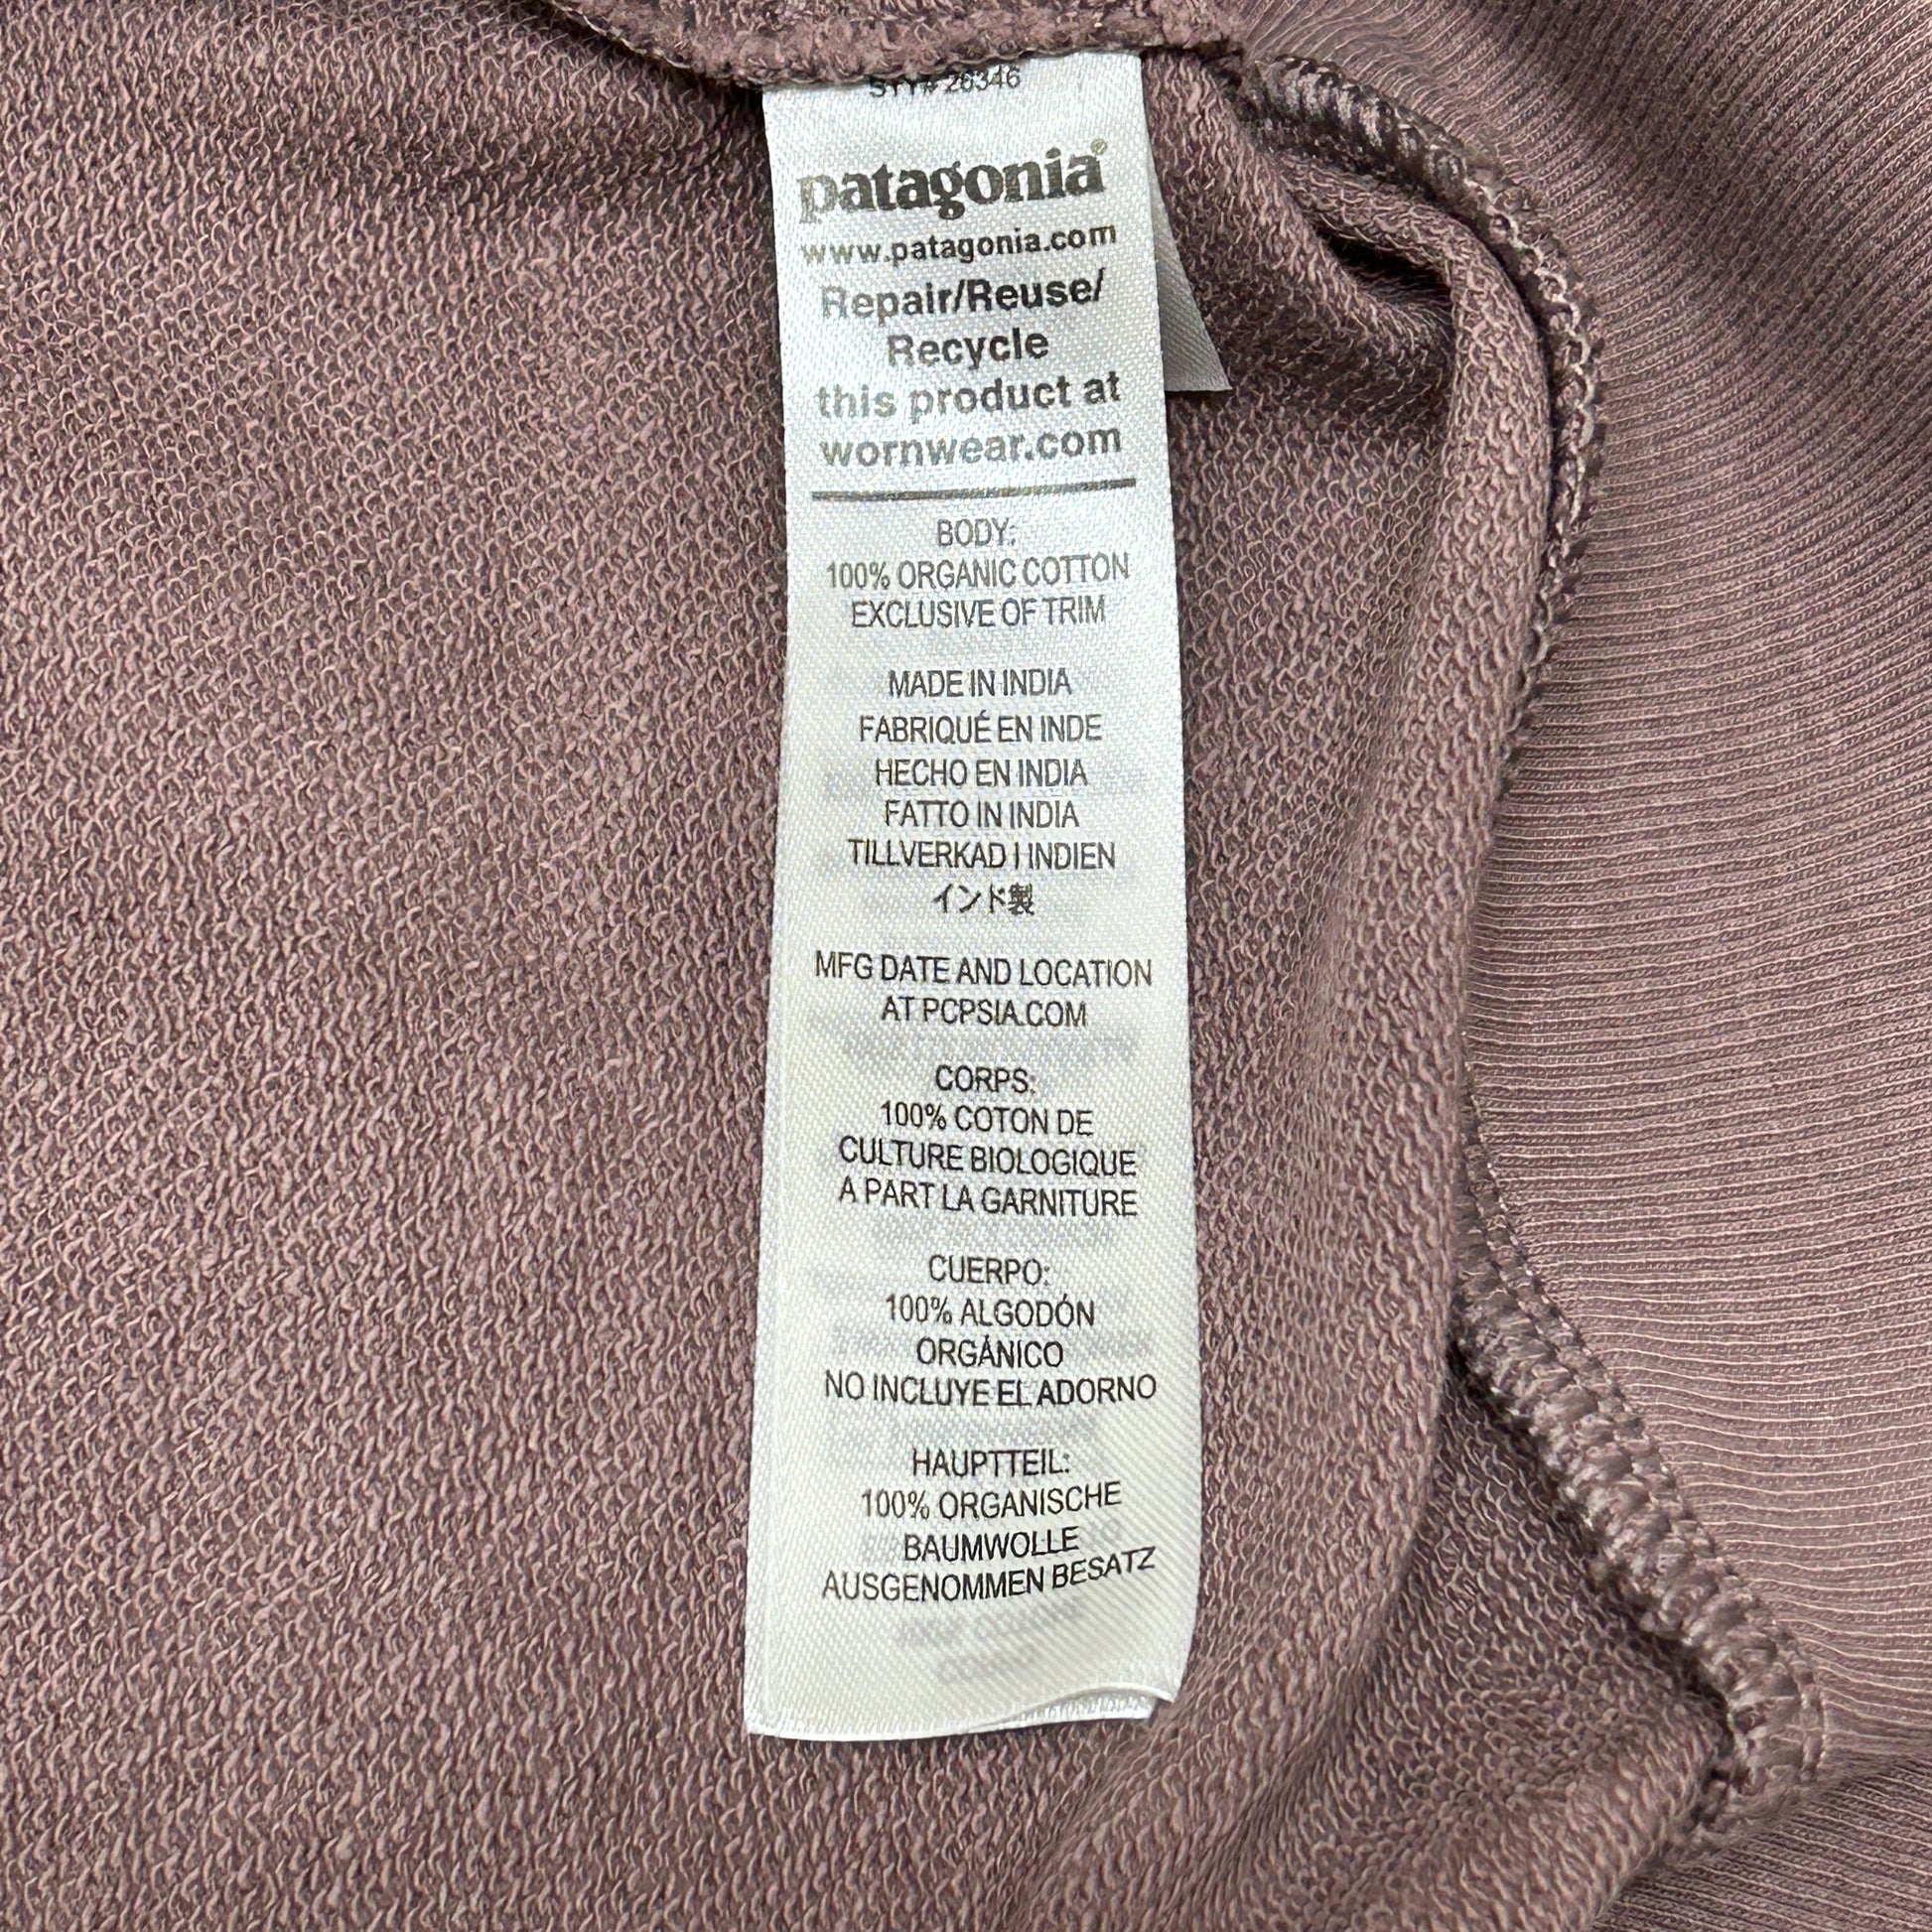 STY# 26346
patagonia®
www.patagonia.com
Repair/Reuse/
Recycle
this product at
wornwear.com
BODY:
100% ORGANIC COTTON
EXCLUSIVE OF TRIM
MADE IN INDIA
FABRIQUÉ EN INDE
HECHO EN INDIA
FATTO IN INDIA
TILLVERKAD I INDIEN
インド製
MFG DATE AND LOCATION
AT PCPSIA.COM
CORPS:
100% COTON DE
CULTURE BIOLOGIQUE
A PART LA GARNITURE
CUERPO:
100% ALGODÓN
ORGÁNICO
NO INCLUYE EL ADORNO
HAUPTTEIL:
100% ORGANISCHE
BAUMWOLLE
AUSGENOMMEN BESATZ